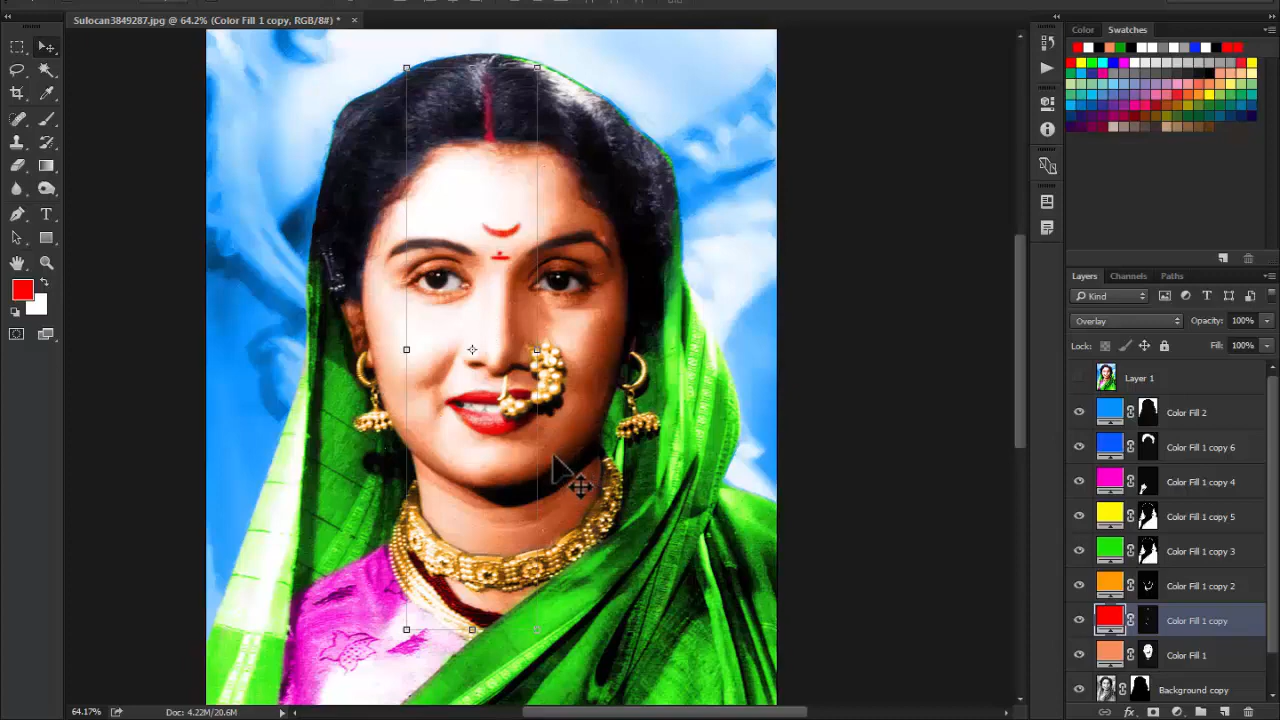 Sulocan3849287.jpg @ 64.2% (Color Fill 1 copy, RGB/8#) * ×
Color Swatches
Layers Channels Paths
Kind
Overlay Opacity: 100%
Lock: Fill: 100%
Layer 1
Color Fill 2
Color Fill 1 copy 6
Color Fill 1 copy 4
Color Fill 1 copy 5
Color Fill 1 copy 3
Color Fill 1 copy 2
Color Fill 1 copy
Color Fill 1
Background copy
64.17% Doc: 4.22M/20.6M